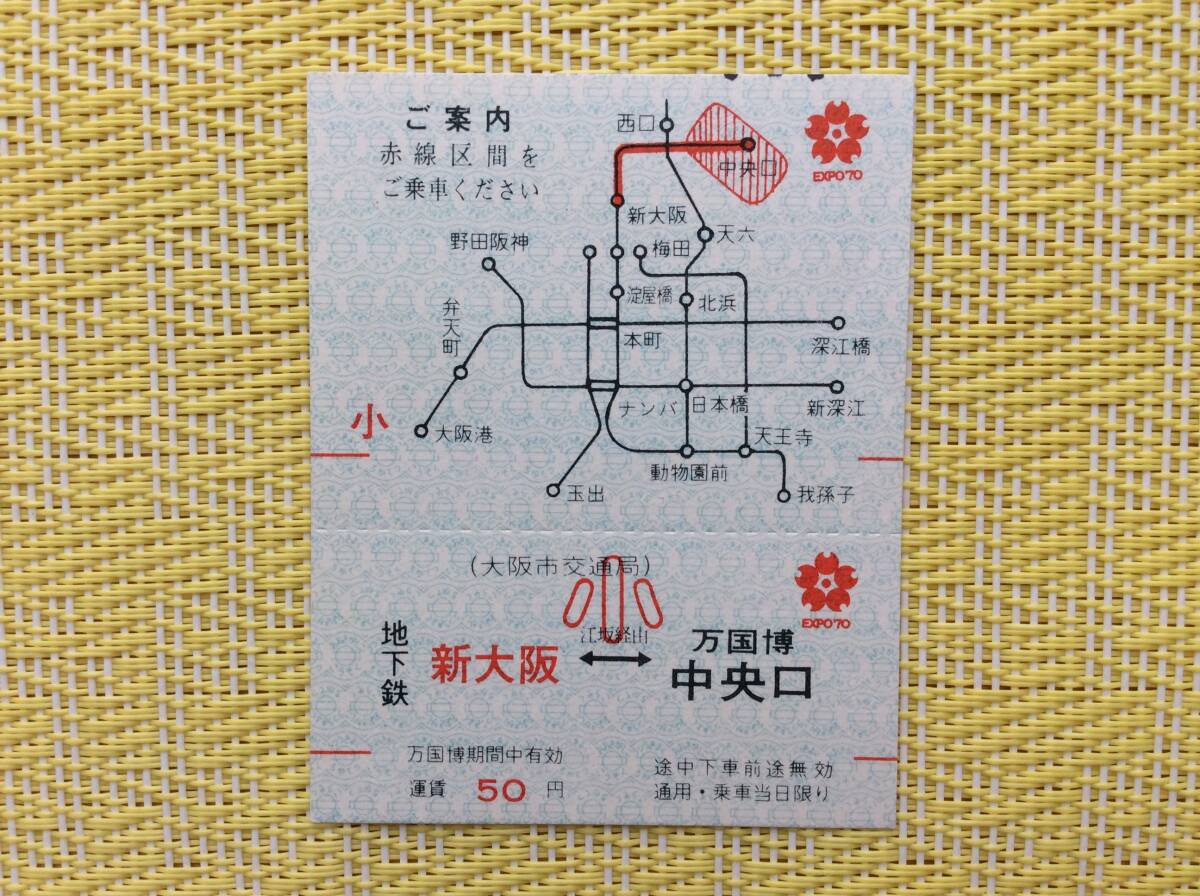 ご案内
赤線区間を
ご乗車ください
西口
中央口
EXPO'70
新大阪
天六
野田阪神
梅田
弁天町
淀屋橋
北浜
本町
深江橋
小
大阪港
ナンバ
日本橋
新深江
天王寺
動物園前
玉出
我孫子
(大阪市交通局)
小
EXPO'70
地下鉄
新大阪
江坂経由
万国博
中央口
万国博期間中有効
運賃 50 円
途中下車前途無効
通用・乗車当日限り